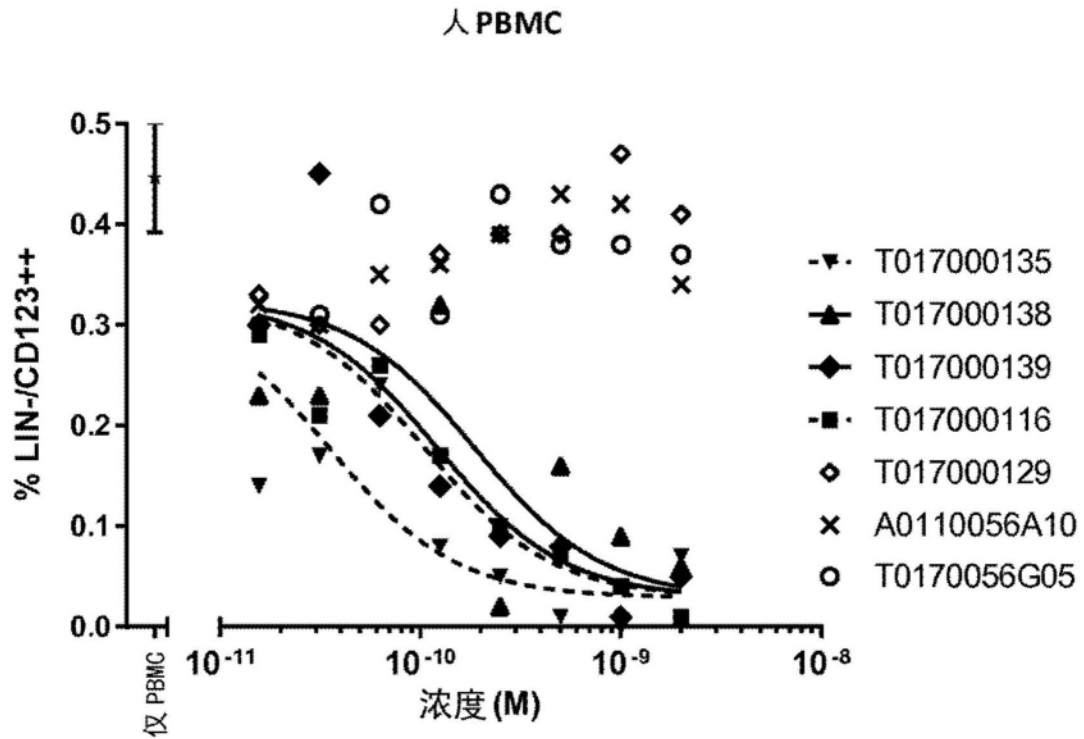 人 PBMC
% LIN-/CD123++
0.5
0.4
0.3
0.2
0.1
0.0
仅 PBMC
10-11
10-10
10-9
10-8
浓度 (M)
T017000135
T017000138
T017000139
T017000116
T017000129
A0110056A10
T0170056G05